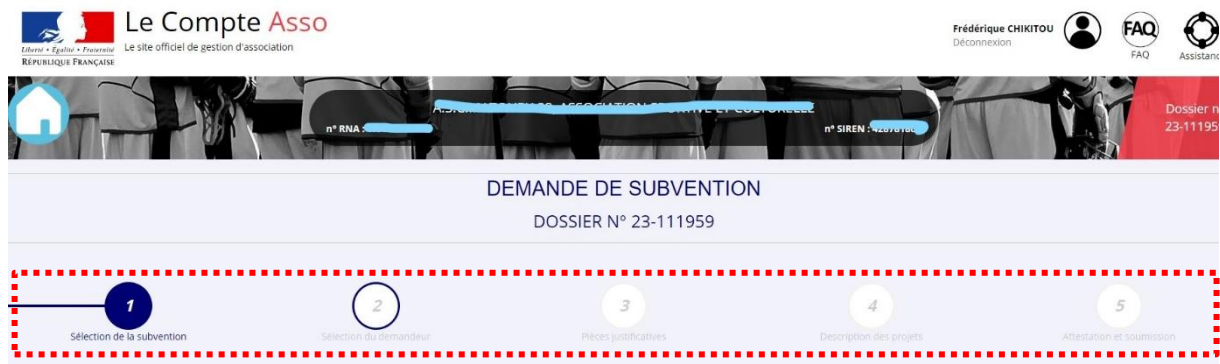 Le Compte Asso
Le site officiel de gestion d'association
Liberté • Égalité • Fraternité
RÉPUBLIQUE FRANÇAISE
Frédérique CHIKITOU
Déconnexion
FAQ
FAQ
Assistanc
n° RNA :
n° SIREN :
Dossier n
23-11195
DEMANDE DE SUBVENTION
DOSSIER N° 23-111959
1
Sélection de la subvention
2
Sélection du demandeur
3
Pièces justificatives
4
Description des projets
5
Attestation et soumission